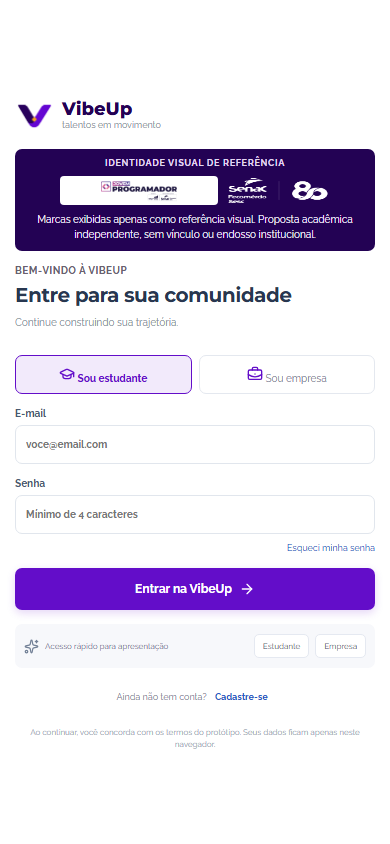 VibeUp
talentos em movimento
IDENTIDADE VISUAL DE REFERÊNCIA
PROGRAMADOR
Senac
Fecomércio
Sesc
80
Marcas exibidas apenas como referência visual. Proposta acadêmica
independente, sem vínculo ou endosso institucional.
BEM-VINDO À VIBEUP
Entre para sua comunidade
Continue construindo sua trajetória.
Sou estudante
Sou empresa
E-mail
voce@email.com
Senha
Mínimo de 4 caracteres
Esqueci minha senha
Entrar na VibeUp
Acesso rápido para apresentação
Estudante
Empresa
Ainda não tem conta? Cadastre-se
Ao continuar, você concorda com os termos do protótipo. Seus dados ficam apenas neste
navegador.